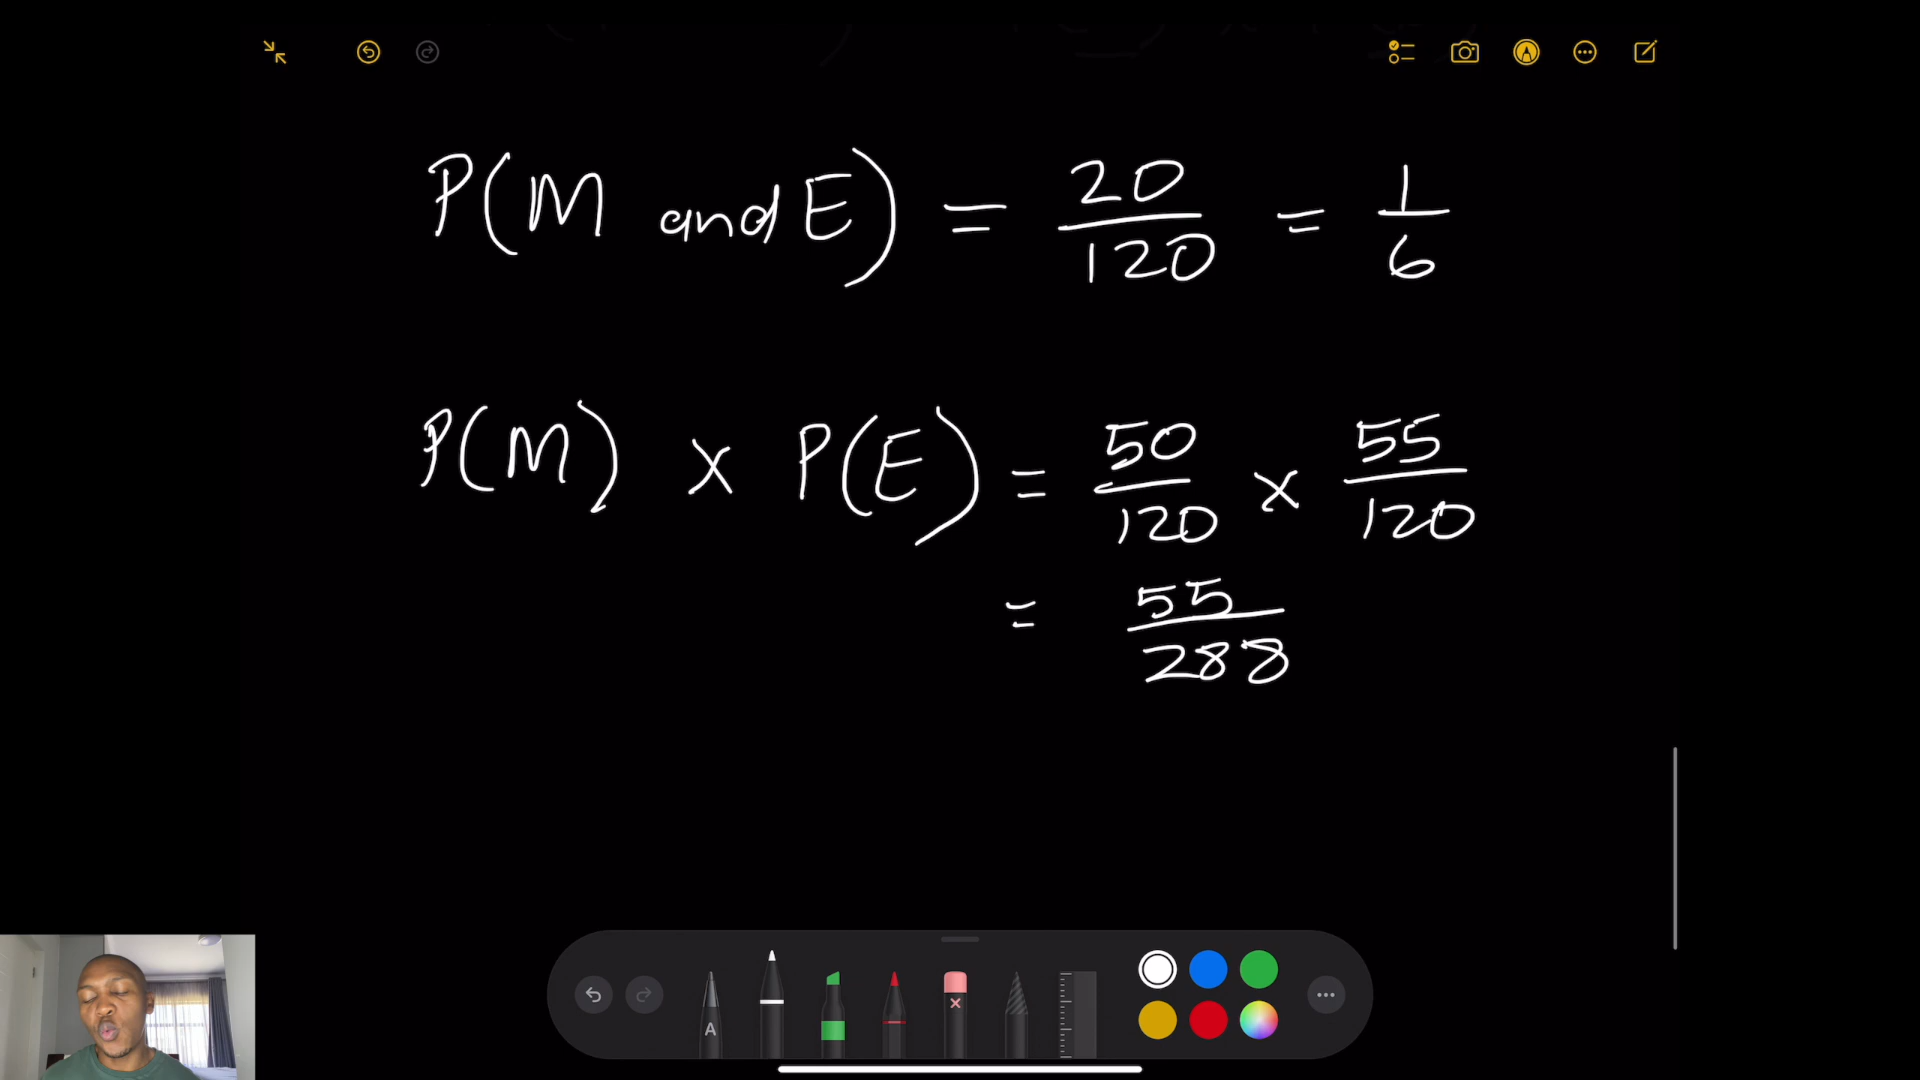 P(M and E) = 20/120 = 1/6
P(M) x P(E) = 50/120 x 55/120
= 55/288
A